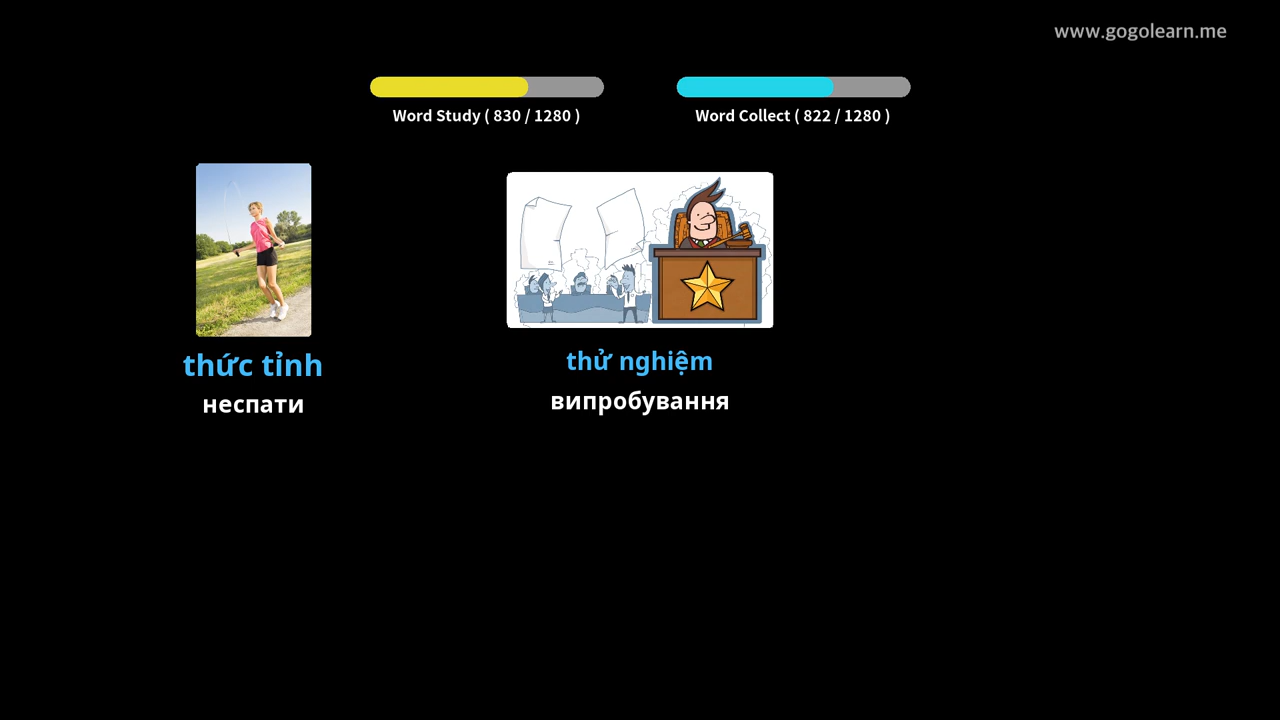 www.gogolearn.me
Word Study ( 830 / 1280 )
Word Collect ( 822 / 1280 )
thức tỉnh
неспати
thử nghiệm
випробування